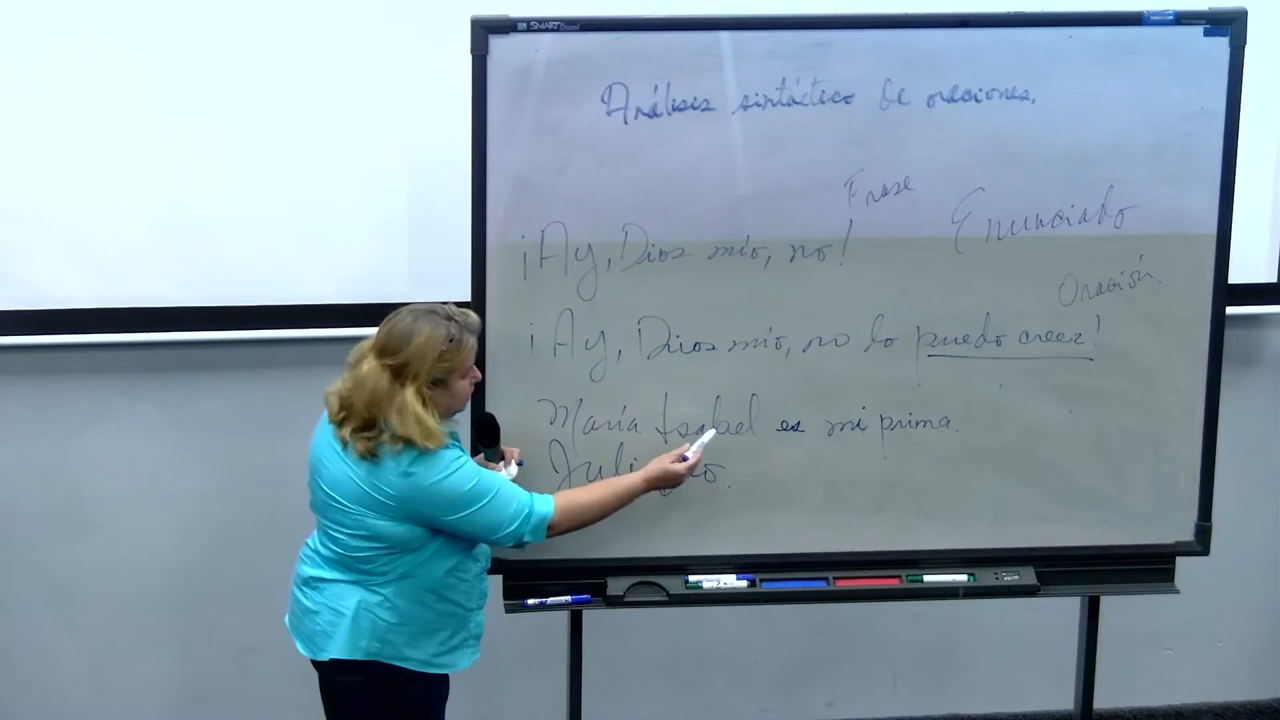 SMART
Análisis sintáctico de oraciones.
Frase
Enunciado
¡Ay, Dios mío, no!
Oración.
¡Ay, Dios mío, no lo puedo creer!
María Isabel es mi prima.